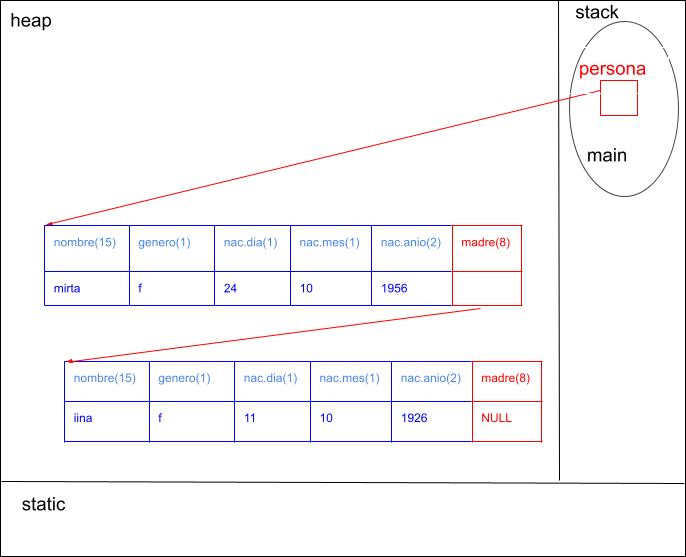 heap
stack
persona
main
nombre(15) genero(1) nac.dia(1) nac.mes(1) nac.anio(2) madre(8)
mirta f 24 10 1956
nombre(15) genero(1) nac.dia(1) nac.mes(1) nac.anio(2) madre(8)
iina f 11 10 1926 NULL
static